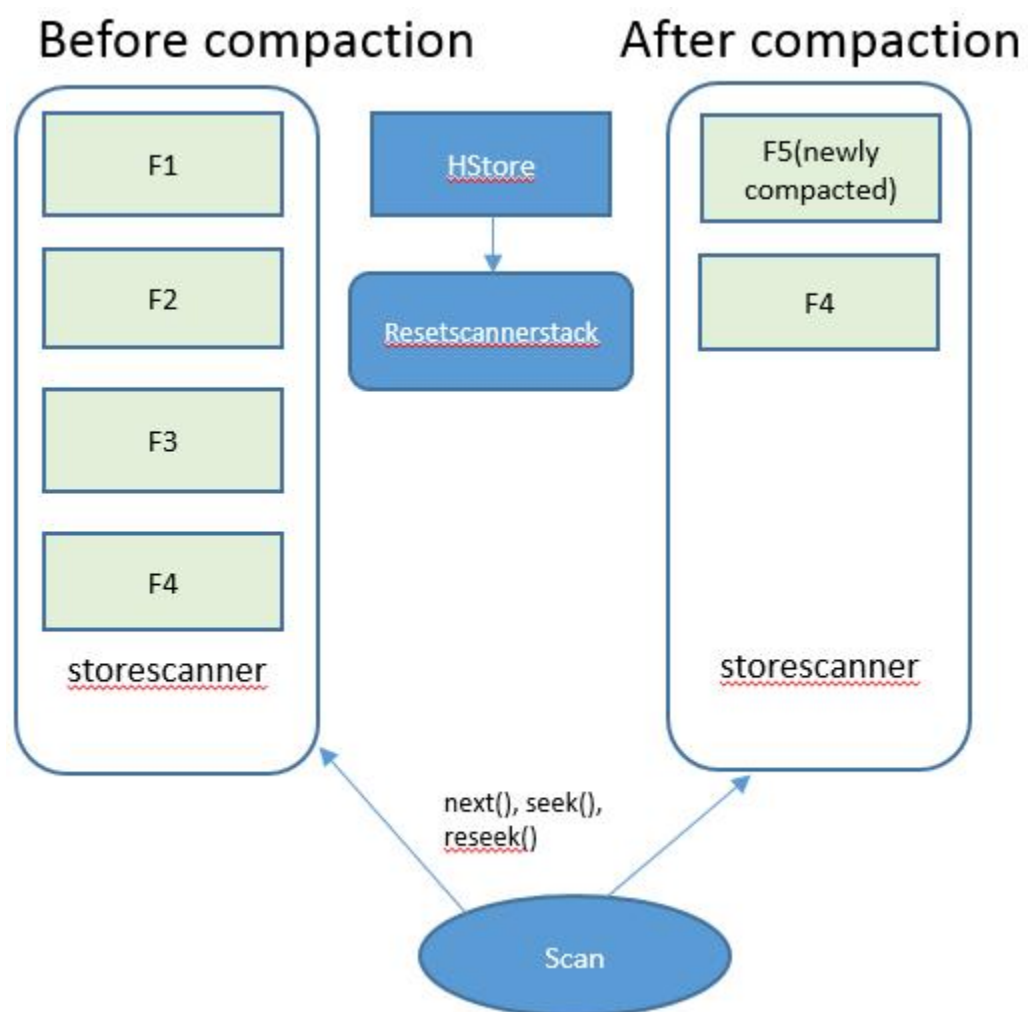 Before compaction
After compaction
F1
F2
F3
F4
storescanner
HStore
Resetscannerstack
F5(newly
compacted)
F4
storescanner
next(), seek(),
reseek()
Scan